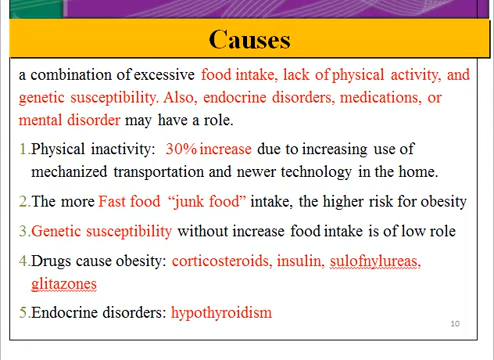 Causes
a combination of excessive food intake, lack of physical activity, and
genetic susceptibility. Also, endocrine disorders, medications, or
mental disorder may have a role.
1.Physical inactivity: 30% increase due to increasing use of
mechanized transportation and newer technology in the home.
2.The more Fast food “junk food” intake, the higher risk for obesity
3.Genetic susceptibility without increase food intake is of low role
4.Drugs cause obesity: corticosteroids, insulin, sulofnylureas,
glitazones
5.Endocrine disorders: hypothyroidism
10